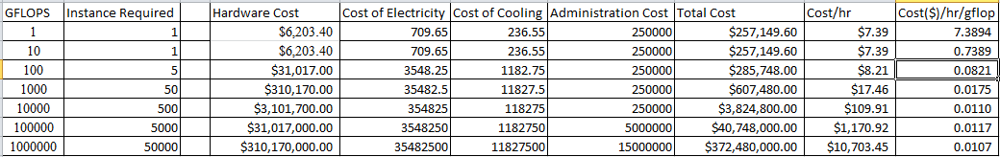 GFLOPS Instance Required Hardware Cost Cost of Electricity Cost of Cooling Administration Cost Total Cost Cost/hr Cost($)/hr/gflop
1 1 $6,203.40 709.65 236.55 250000 $257,149.60 $7.39 7.3894
10 1 $6,203.40 709.65 236.55 250000 $257,149.60 $7.39 0.7389
100 5 $31,017.00 3548.25 1182.75 250000 $285,748.00 $8.21 0.0821
1000 50 $310,170.00 35482.5 11827.5 250000 $607,480.00 $17.46 0.0175
10000 500 $3,101,700.00 354825 118275 250000 $3,824,800.00 $109.91 0.0110
100000 5000 $31,017,000.00 3548250 1182750 5000000 $40,748,000.00 $1,170.92 0.0117
1000000 50000 $310,170,000.00 35482500 11827500 15000000 $372,480,000.00 $10,703.45 0.0107